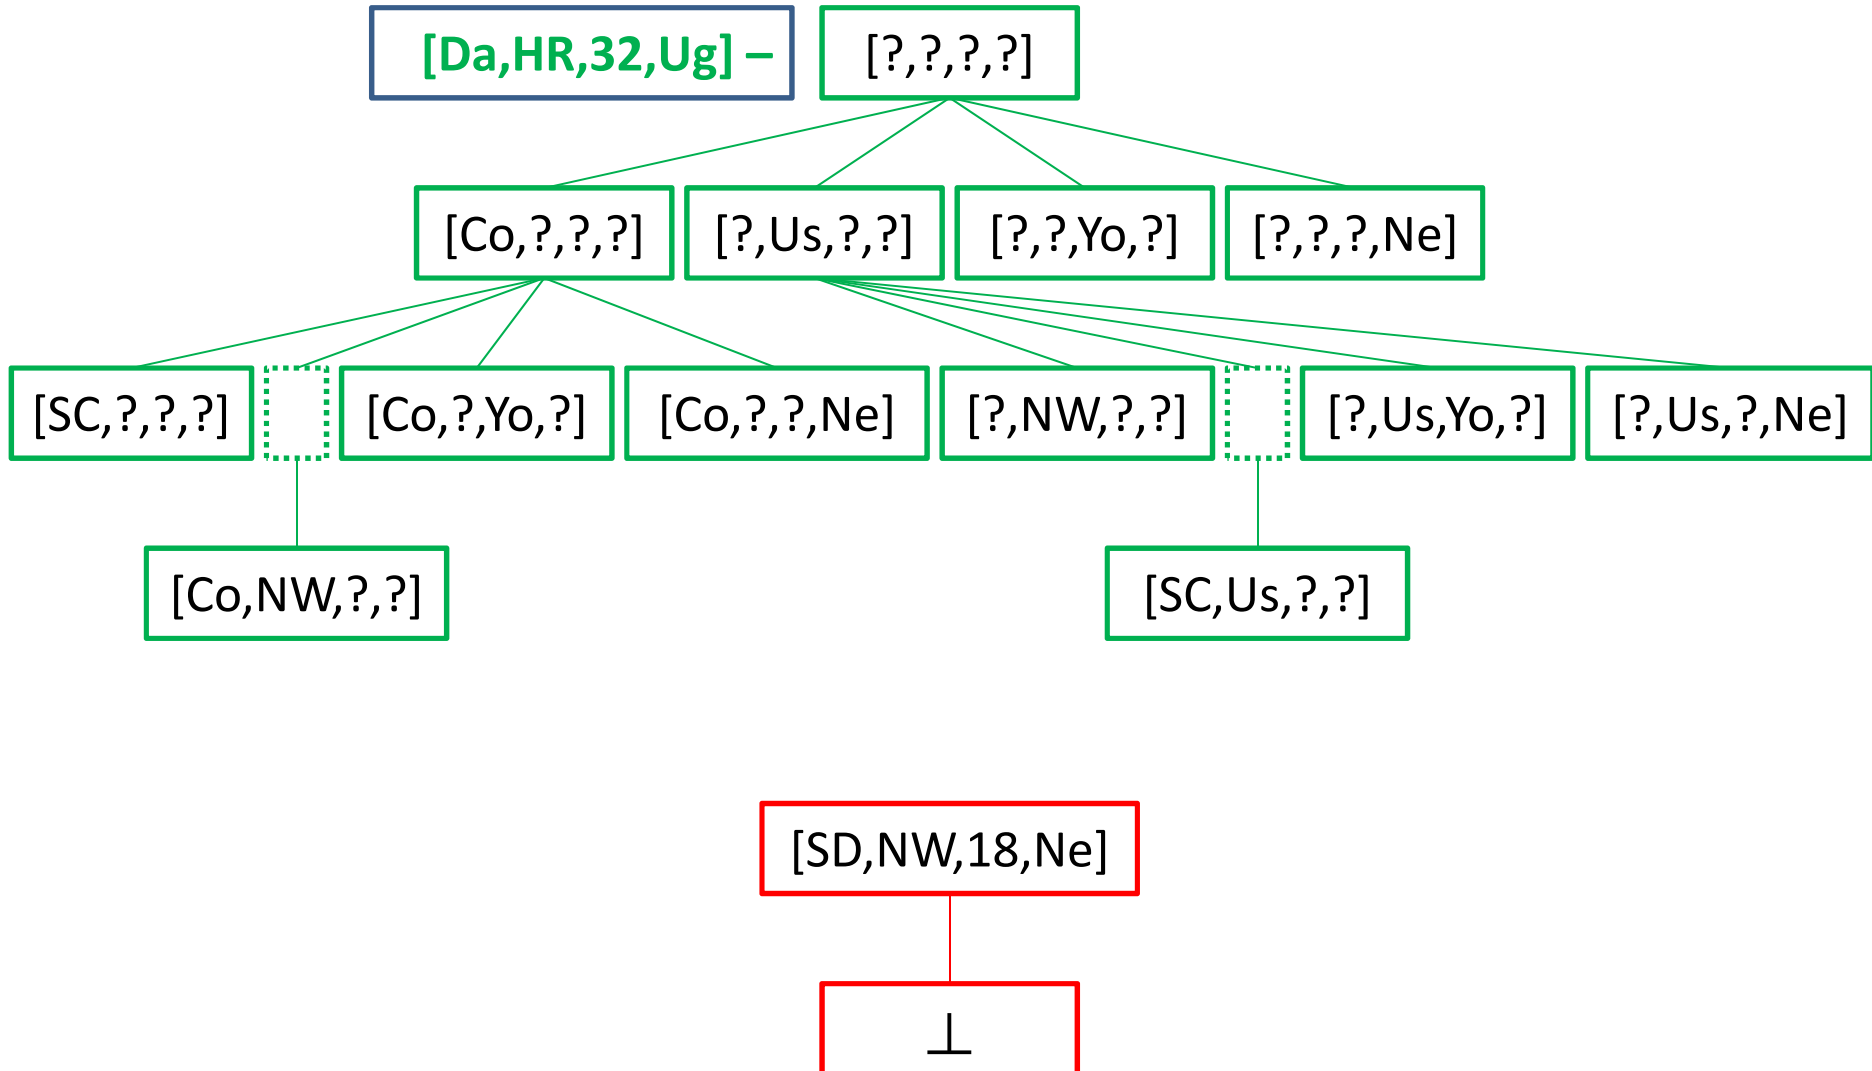 [Da,HR,32,Ug] –
[?,?,?,?]
[Co,?,?,?]
[?,Us,?,?]
[?,?,Yo,?]
[?,?,?,Ne]
[SC,?,?,?]
[Co,?,Yo,?]
[Co,?,?,Ne]
[?,NW,?,?]
[?,Us,Yo,?]
[?,Us,?,Ne]
[Co,NW,?,?]
[SC,Us,?,?]
[SD,NW,18,Ne]
⊥